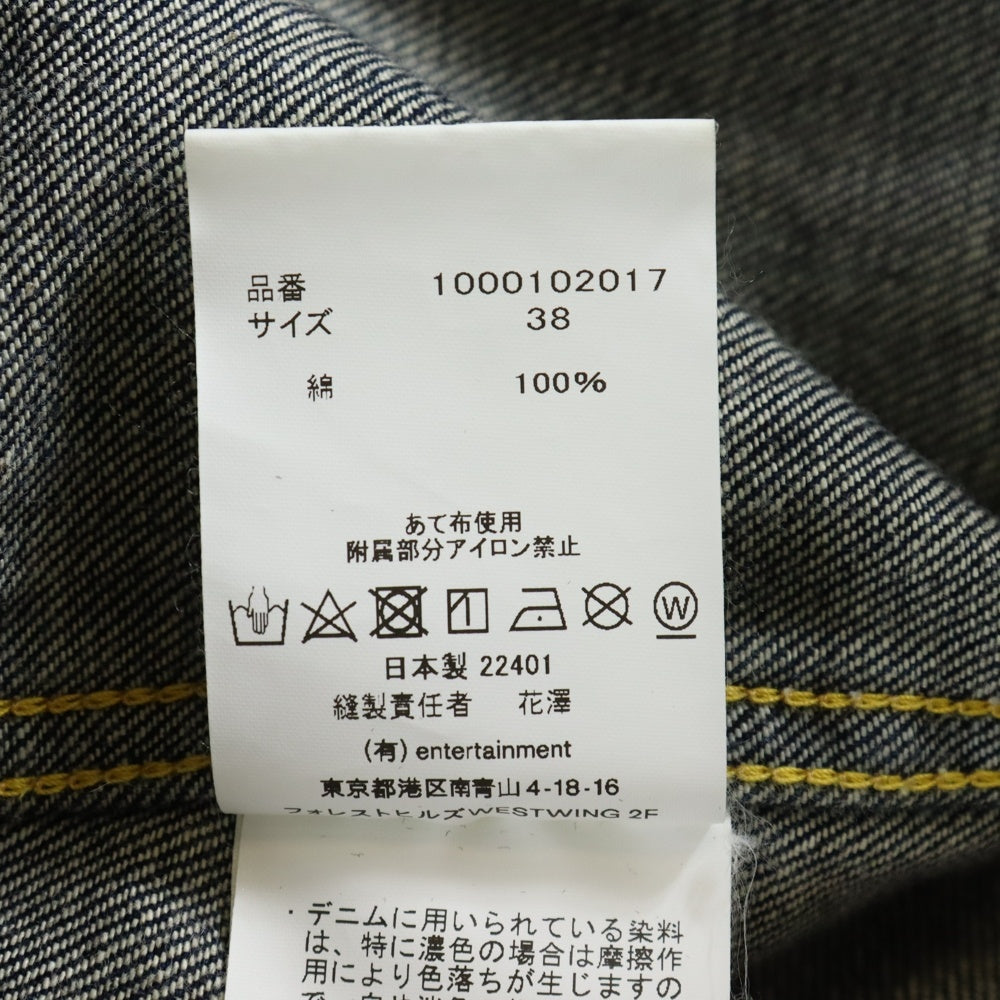 品番 1000102017
サイズ 38
綿 100%
あて布使用
附属部分アイロン禁止
W
日本製 22401
縫製責任者 花澤
(有) entertainment
東京都港区南青山4-18-16
フォレストヒルズWESTWING 2F
・デニムに用いられている染料
は、特に濃色の場合は摩擦作
用により色落ちが生じますの